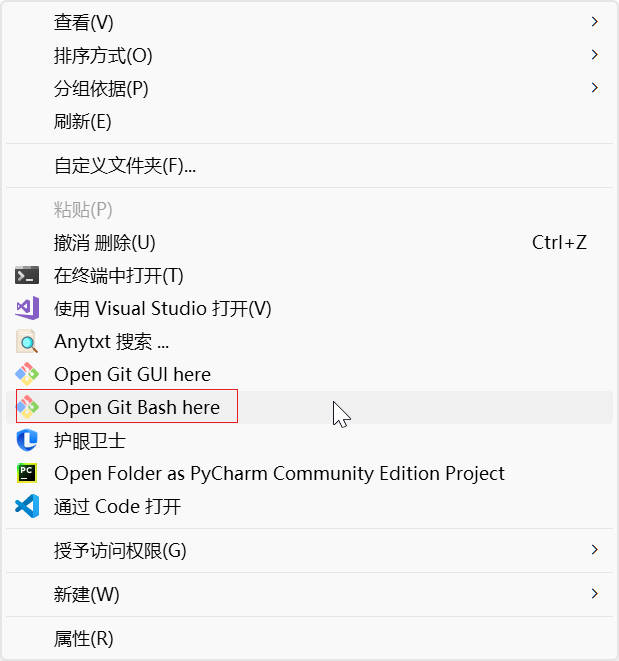 查看(V)
排序方式(O)
分组依据(P)
刷新(E)
自定义文件夹(F)...
粘贴(P)
撤消 删除(U) Ctrl+Z
在终端中打开(T)
使用 Visual Studio 打开(V)
Anytxt 搜索 ...
Open Git GUI here
Open Git Bash here
护眼卫士
Open Folder as PyCharm Community Edition Project
通过 Code 打开
授予访问权限(G)
新建(W)
属性(R)